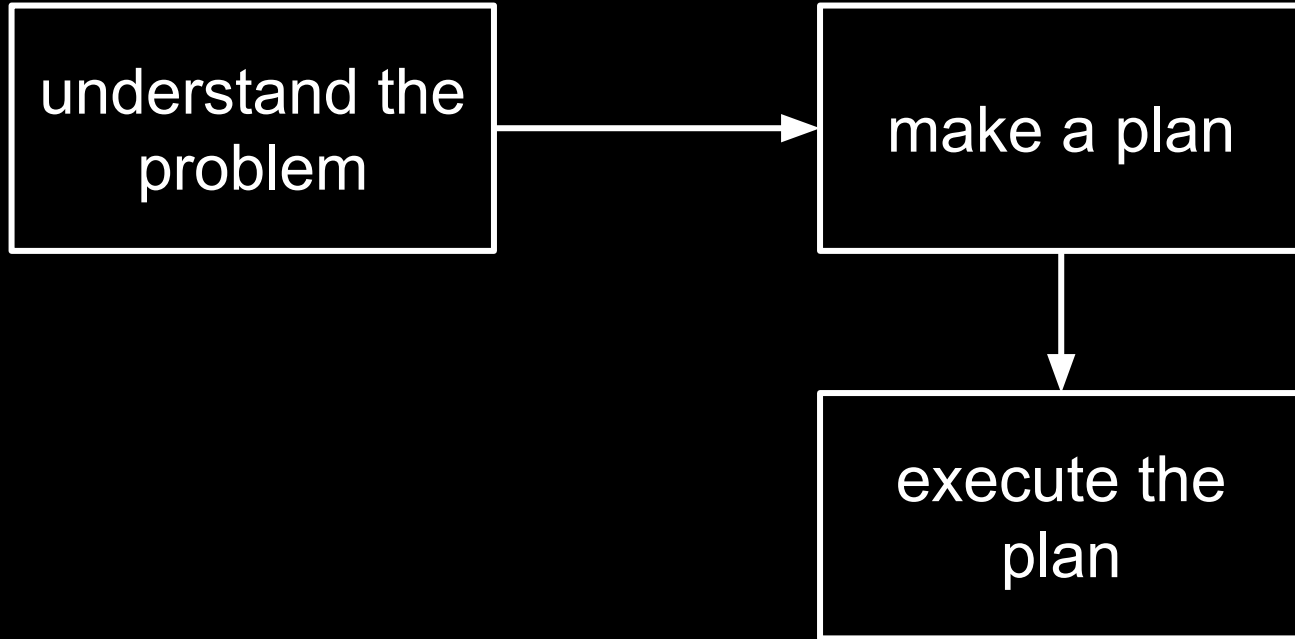 understand the
problem
make a plan
execute the
plan